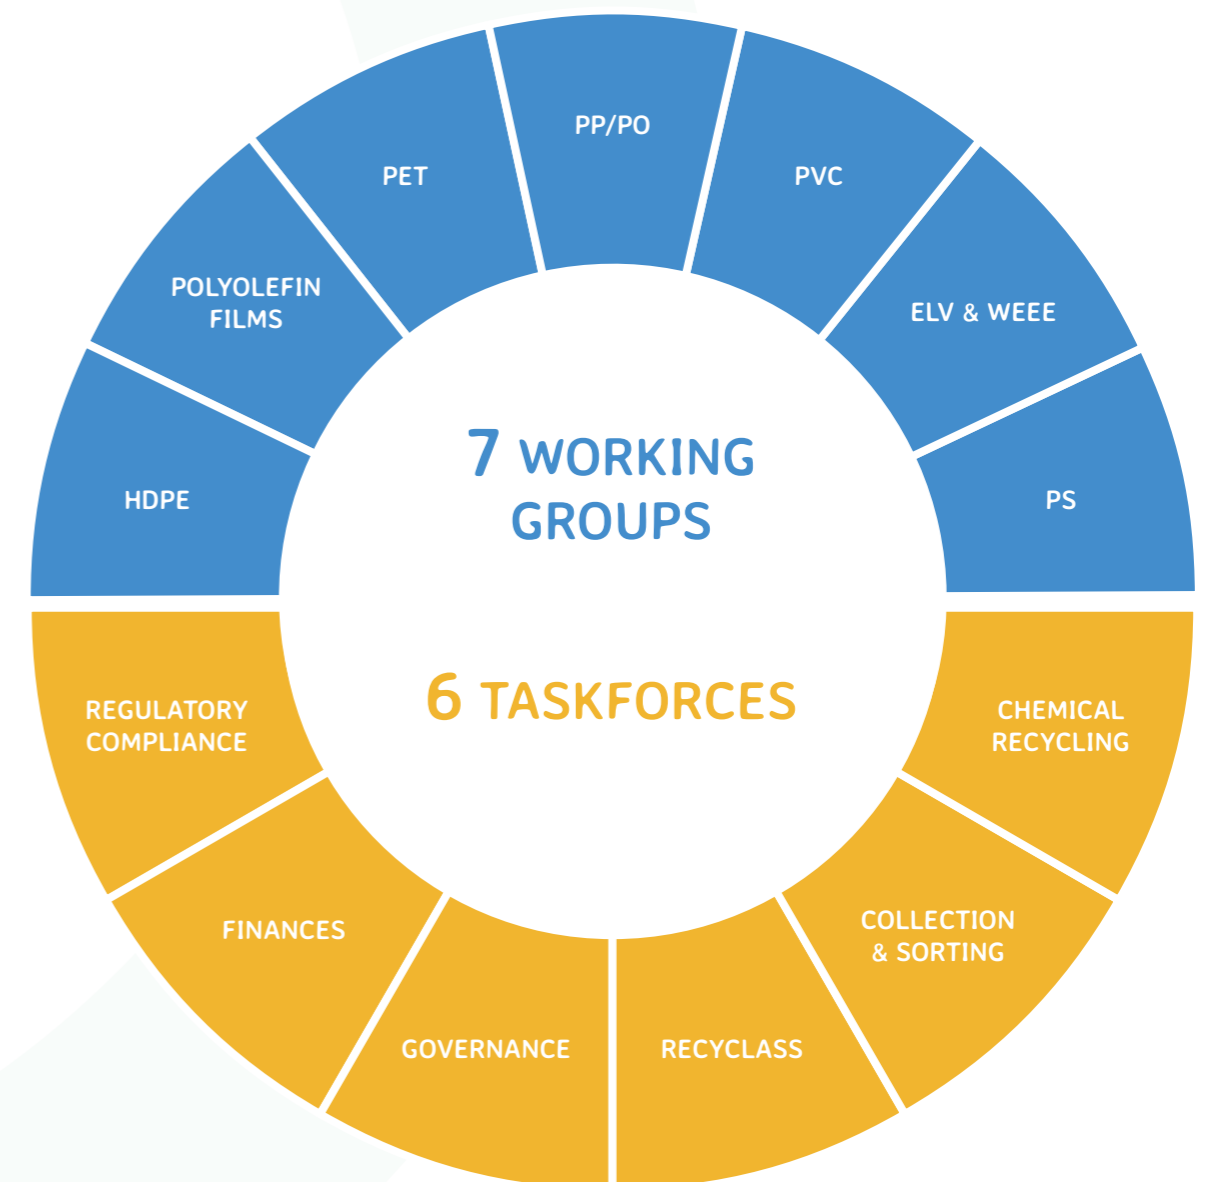 PP/PO
PET
PVC
POLYOLEFIN
FILMS
ELV & WEEE
HDPE
PS
7 WORKING
GROUPS
6 TASKFORCES
REGULATORY
COMPLIANCE
CHEMICAL
RECYCLING
FINANCES
COLLECTION
& SORTING
GOVERNANCE
RECYCLASS